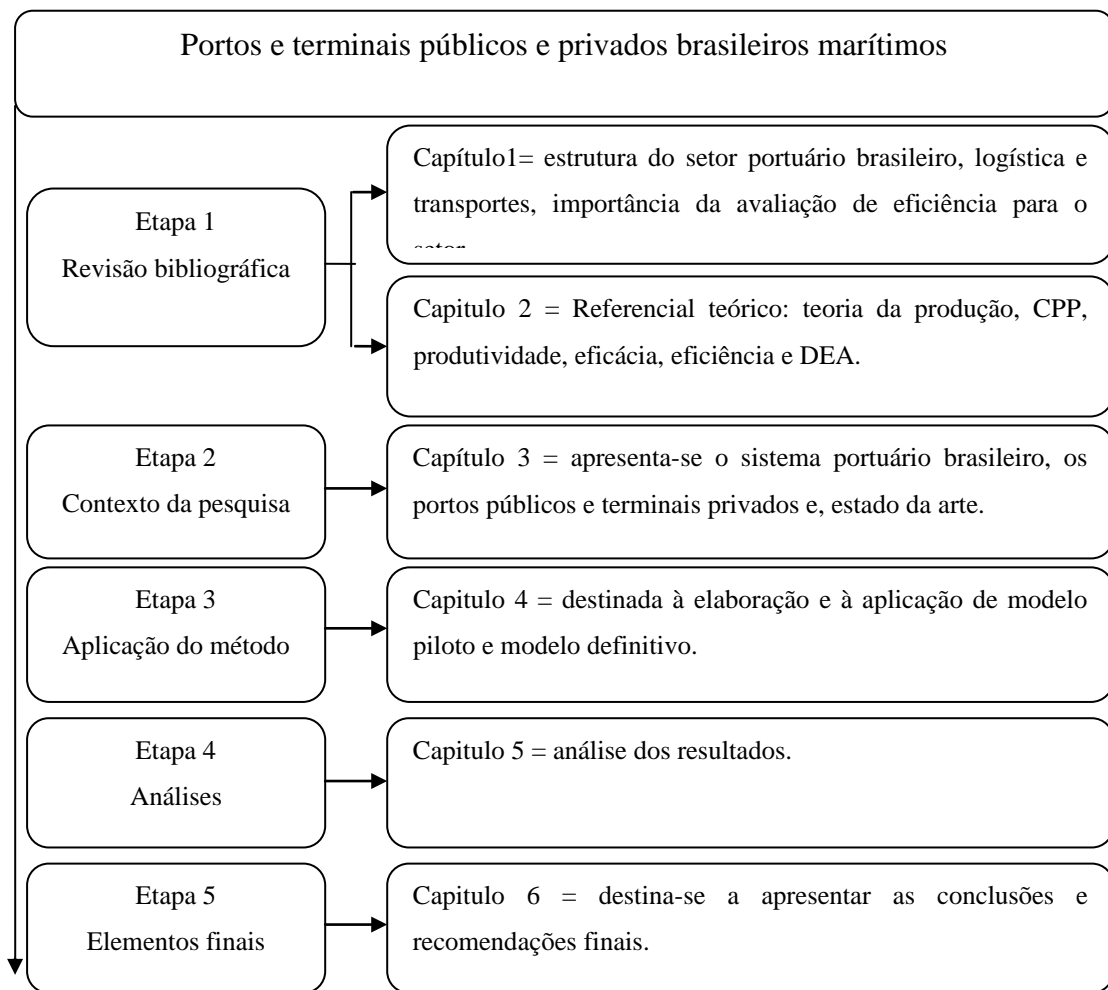 Portos e terminais públicos e privados brasileiros marítimos
Etapa 1
Revisão bibliográfica
Capítulo1= estrutura do setor portuário brasileiro, logística e
transportes, importância da avaliação de eficiência para o
Capitulo 2 = Referencial teórico: teoria da produção, CPP,
produtividade, eficácia, eficiência e DEA.
Etapa 2
Contexto da pesquisa
Capítulo 3 = apresenta-se o sistema portuário brasileiro, os
portos públicos e terminais privados e, estado da arte.
Etapa 3
Aplicação do método
Capitulo 4 = destinada à elaboração e à aplicação de modelo
piloto e modelo definitivo.
Etapa 4
Análises
Capitulo 5 = análise dos resultados.
Etapa 5
Elementos finais
Capitulo 6 = destina-se a apresentar as conclusões e
recomendações finais.